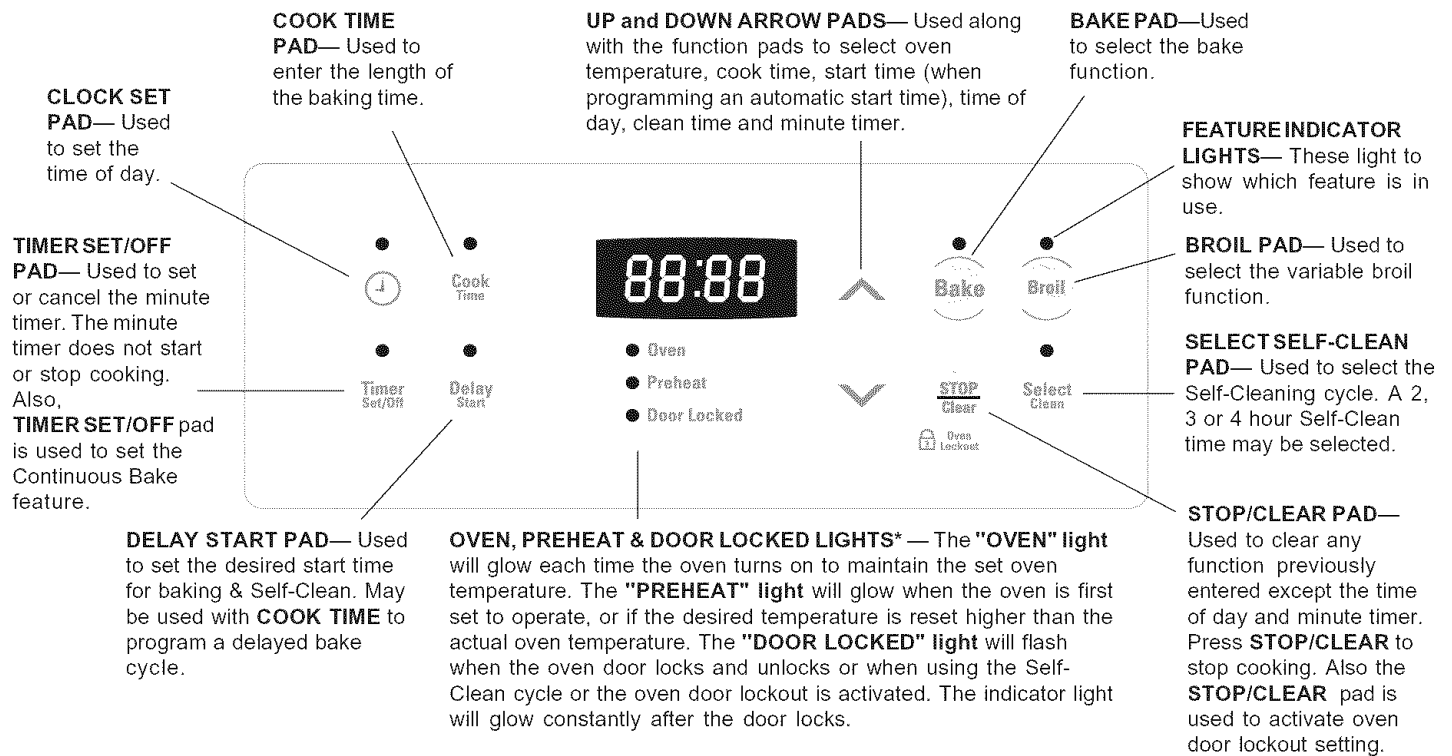 COOK TIME
PAD— Used to
enter the length of
the baking time.
UP and DOWN ARROW PADS— Used along
with the function pads to select oven
temperature, cook time, start time (when
programming an automatic start time), time of
day, clean time and minute timer.
BAKE PAD—Used
to select the bake
function.
CLOCK SET
PAD— Used
to set the
time of day.
FEATURE INDICATOR
LIGHTS— These light to
show which feature is in
use.
TIMER SET/OFF
PAD— Used to set
or cancel the minute
timer. The minute
timer does not start
or stop cooking.
Also,
TIMER SET/OFF pad
is used to set the
Continuous Bake
feature.
Cook
Time
88:88
Bake
Broil
BROIL PAD— Used to
select the variable broil
function.
Timer
Set/Off
Delay
Start
Oven
Preheat
Door Locked
STOP
Clear
Oven
Lockout
Select
Clean
SELECT SELF-CLEAN
PAD— Used to select the
Self-Cleaning cycle. A 2,
3 or 4 hour Self-Clean
time may be selected.
DELAY START PAD— Used
to set the desired start time
for baking & Self-Clean. May
be used with COOK TIME to
program a delayed bake
cycle.
OVEN, PREHEAT & DOOR LOCKED LIGHTS* — The "OVEN" light
will glow each time the oven turns on to maintain the set oven
temperature. The "PREHEAT" light will glow when the oven is first
set to operate, or if the desired temperature is reset higher than the
actual oven temperature. The "DOOR LOCKED" light will flash
when the oven door locks and unlocks or when using the Self-
Clean cycle or the oven door lockout is activated. The indicator light
will glow constantly after the door locks.
STOP/CLEAR PAD—
Used to clear any
function previously
entered except the time
of day and minute timer.
Press STOP/CLEAR to
stop cooking. Also the
STOP/CLEAR pad is
used to activate oven
door lockout setting.